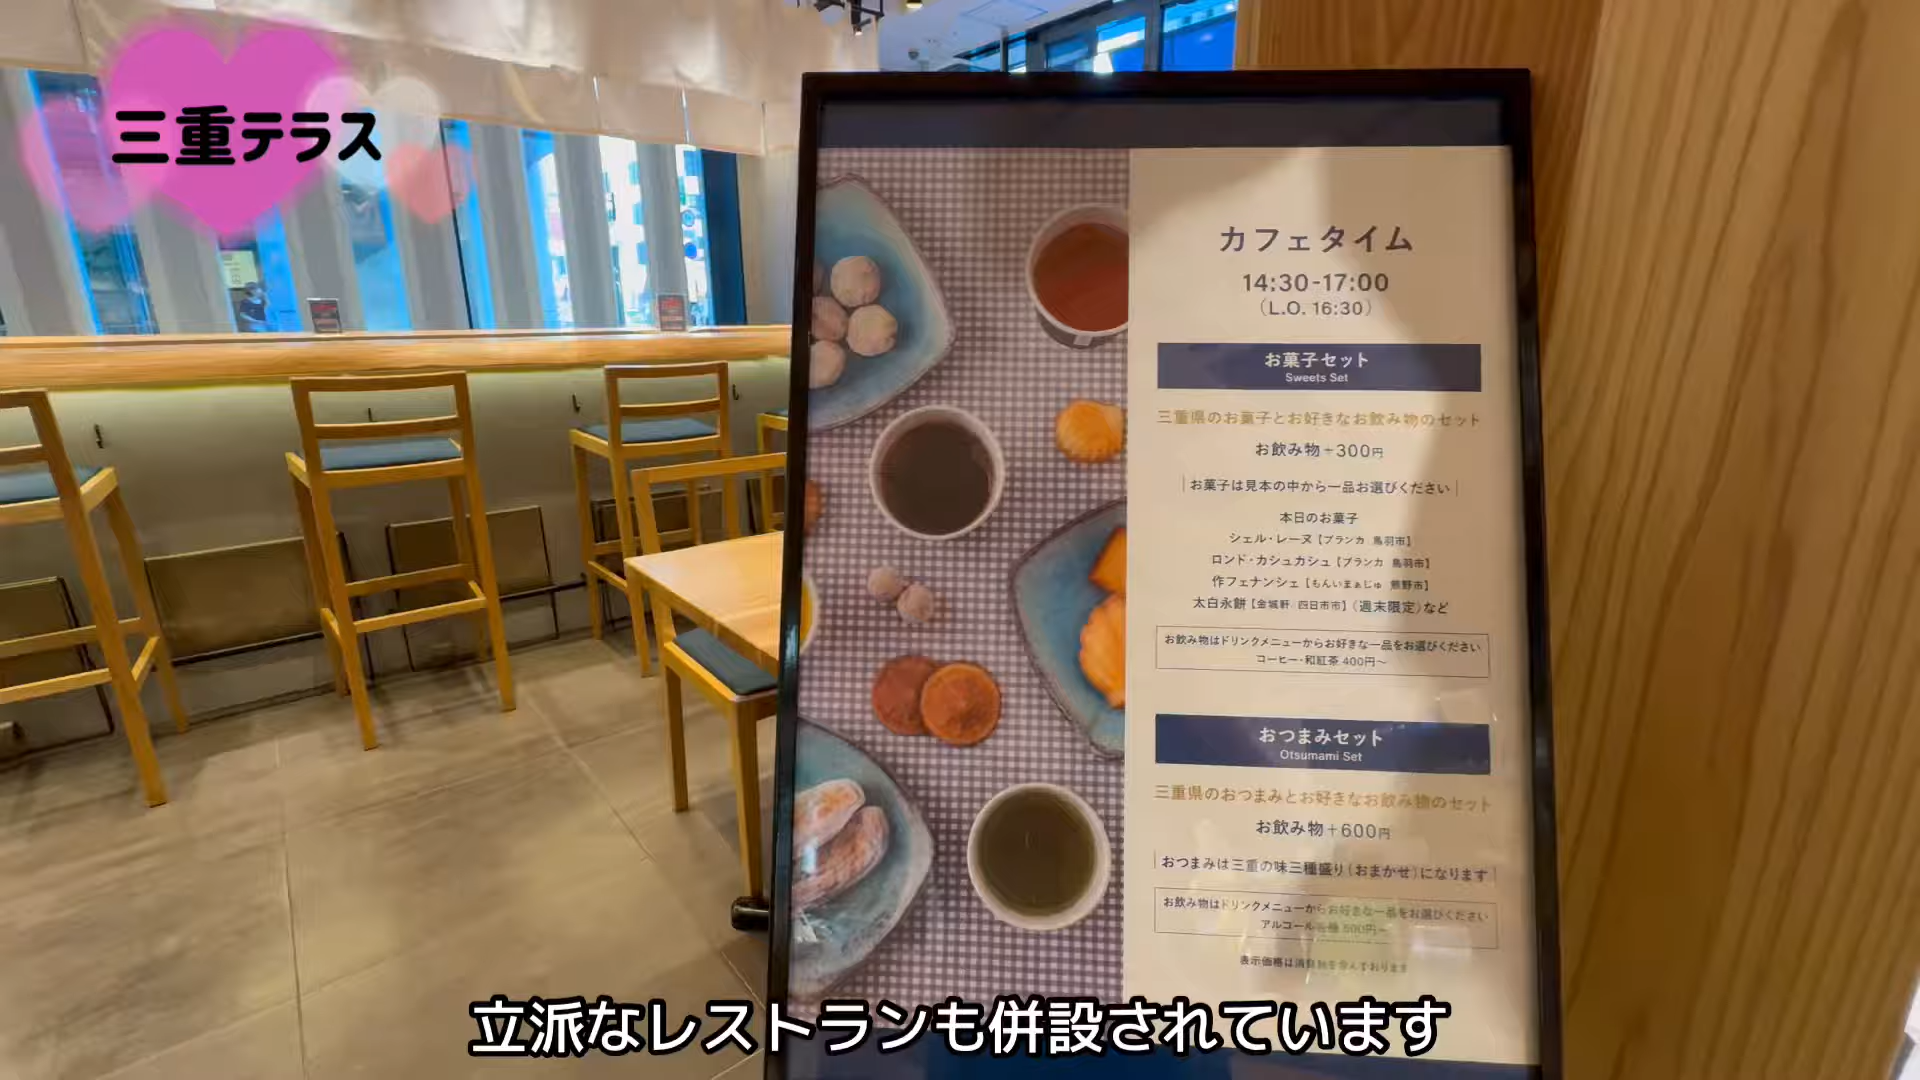 三重テラス
カフェタイム
14:30-17:00
（L.O. 16:30）
お菓子セット
Sweets Set
三重県のお菓子とお好きなお飲み物のセット
お飲み物+300円
お菓子は見本の中から一品お選びください
本日のお菓子
シェル・レーヌ【ブランカ 鳥羽市】
ロンド・カシュカシュ【ブランカ 鳥羽市】
作フェナンシェ【もんいまぁじゅ 熊野市】
太白永餅【金城軒 四日市市】（週末限定）など
お飲み物はドリンクメニューからお好きな一品をお選びください
コーヒー・和紅茶 400円〜
おつまみセット
Otsumami Set
三重県のおつまみとお好きなお飲み物のセット
お飲み物+600円
おつまみは三重の味三種盛り（おまかせ）になります
お飲み物はドリンクメニューからお好きな一品をお選びください
アルコール各種 500円〜
表示価格は消費税を含んでおります
立派なレストランも併設されています